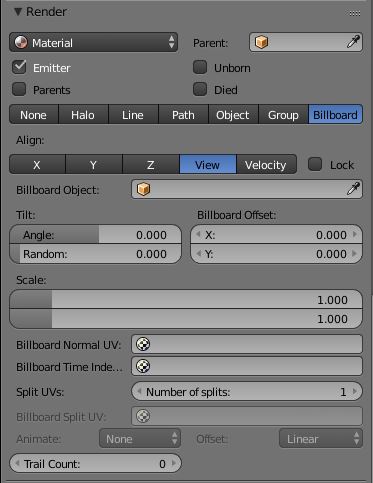 Render
Material Parent:
Emitter Unborn
Parents Died
None Halo Line Path Object Group Billboard
Align:
X Y Z View Velocity Lock
Billboard Object:
Tilt: Billboard Offset:
Angle: 0.000 X: 0.000
Random: 0.000 Y: 0.000
Scale:
1.000
1.000
Billboard Normal UV:
Billboard Time Inde...
Split UVs: Number of splits: 1
Billboard Split UV:
Animate: None Offset: Linear
Trail Count: 0